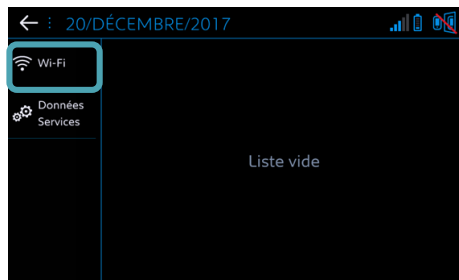 20/DÉCEMBRE/2017
Wi-Fi
Données
Services
Liste vide